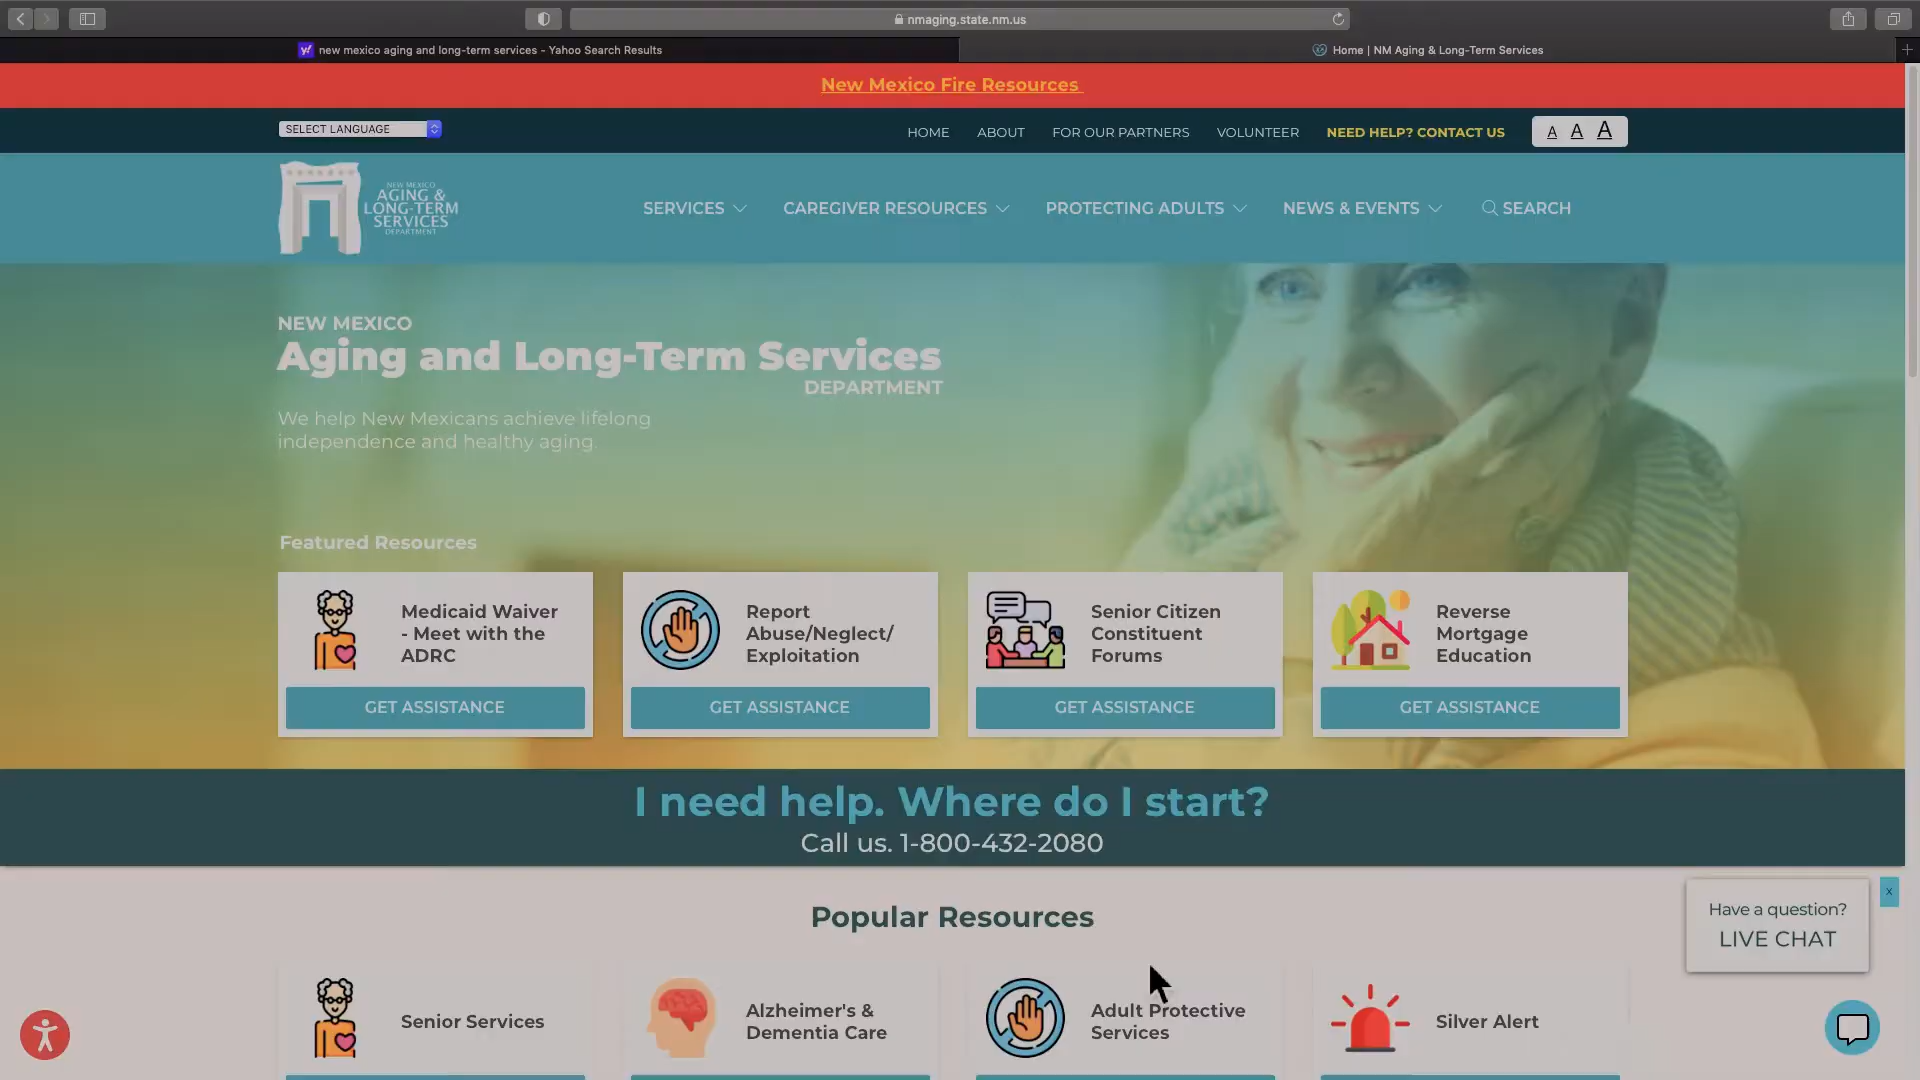 nmaging.state.nm.us
new mexico aging and long-term services - Yahoo Search Results
Home | NM Aging & Long-Term Services
New Mexico Fire Resources
SELECT LANGUAGE
HOME
ABOUT
FOR OUR PARTNERS
VOLUNTEER
NEED HELP? CONTACT US
A A A
NEW MEXICO
AGING &
LONG-TERM
SERVICES
DEPARTMENT
SERVICES
CAREGIVER RESOURCES
PROTECTING ADULTS
NEWS & EVENTS
SEARCH
NEW MEXICO
Aging and Long-Term Services
DEPARTMENT
We help New Mexicans achieve lifelong
independence and healthy aging.
Featured Resources
Medicaid Waiver
- Meet with the
ADRC
GET ASSISTANCE
Report
Abuse/Neglect/
Exploitation
GET ASSISTANCE
Senior Citizen
Constituent
Forums
GET ASSISTANCE
Reverse
Mortgage
Education
GET ASSISTANCE
I need help. Where do I start?
Call us. 1-800-432-2080
Popular Resources
x
Have a question?
LIVE CHAT
Senior Services
Alzheimer's &
Dementia Care
Adult Protective
Services
Silver Alert